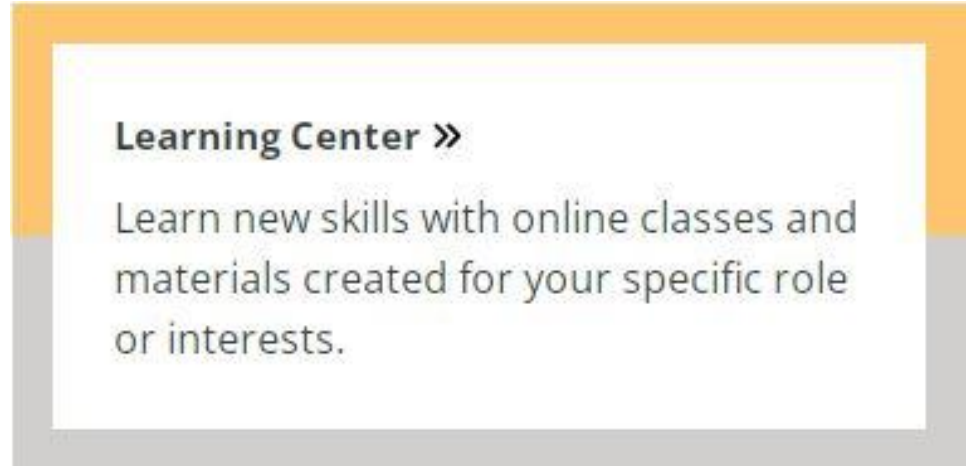 Learning Center »
Learn new skills with online classes and
materials created for your specific role
or interests.